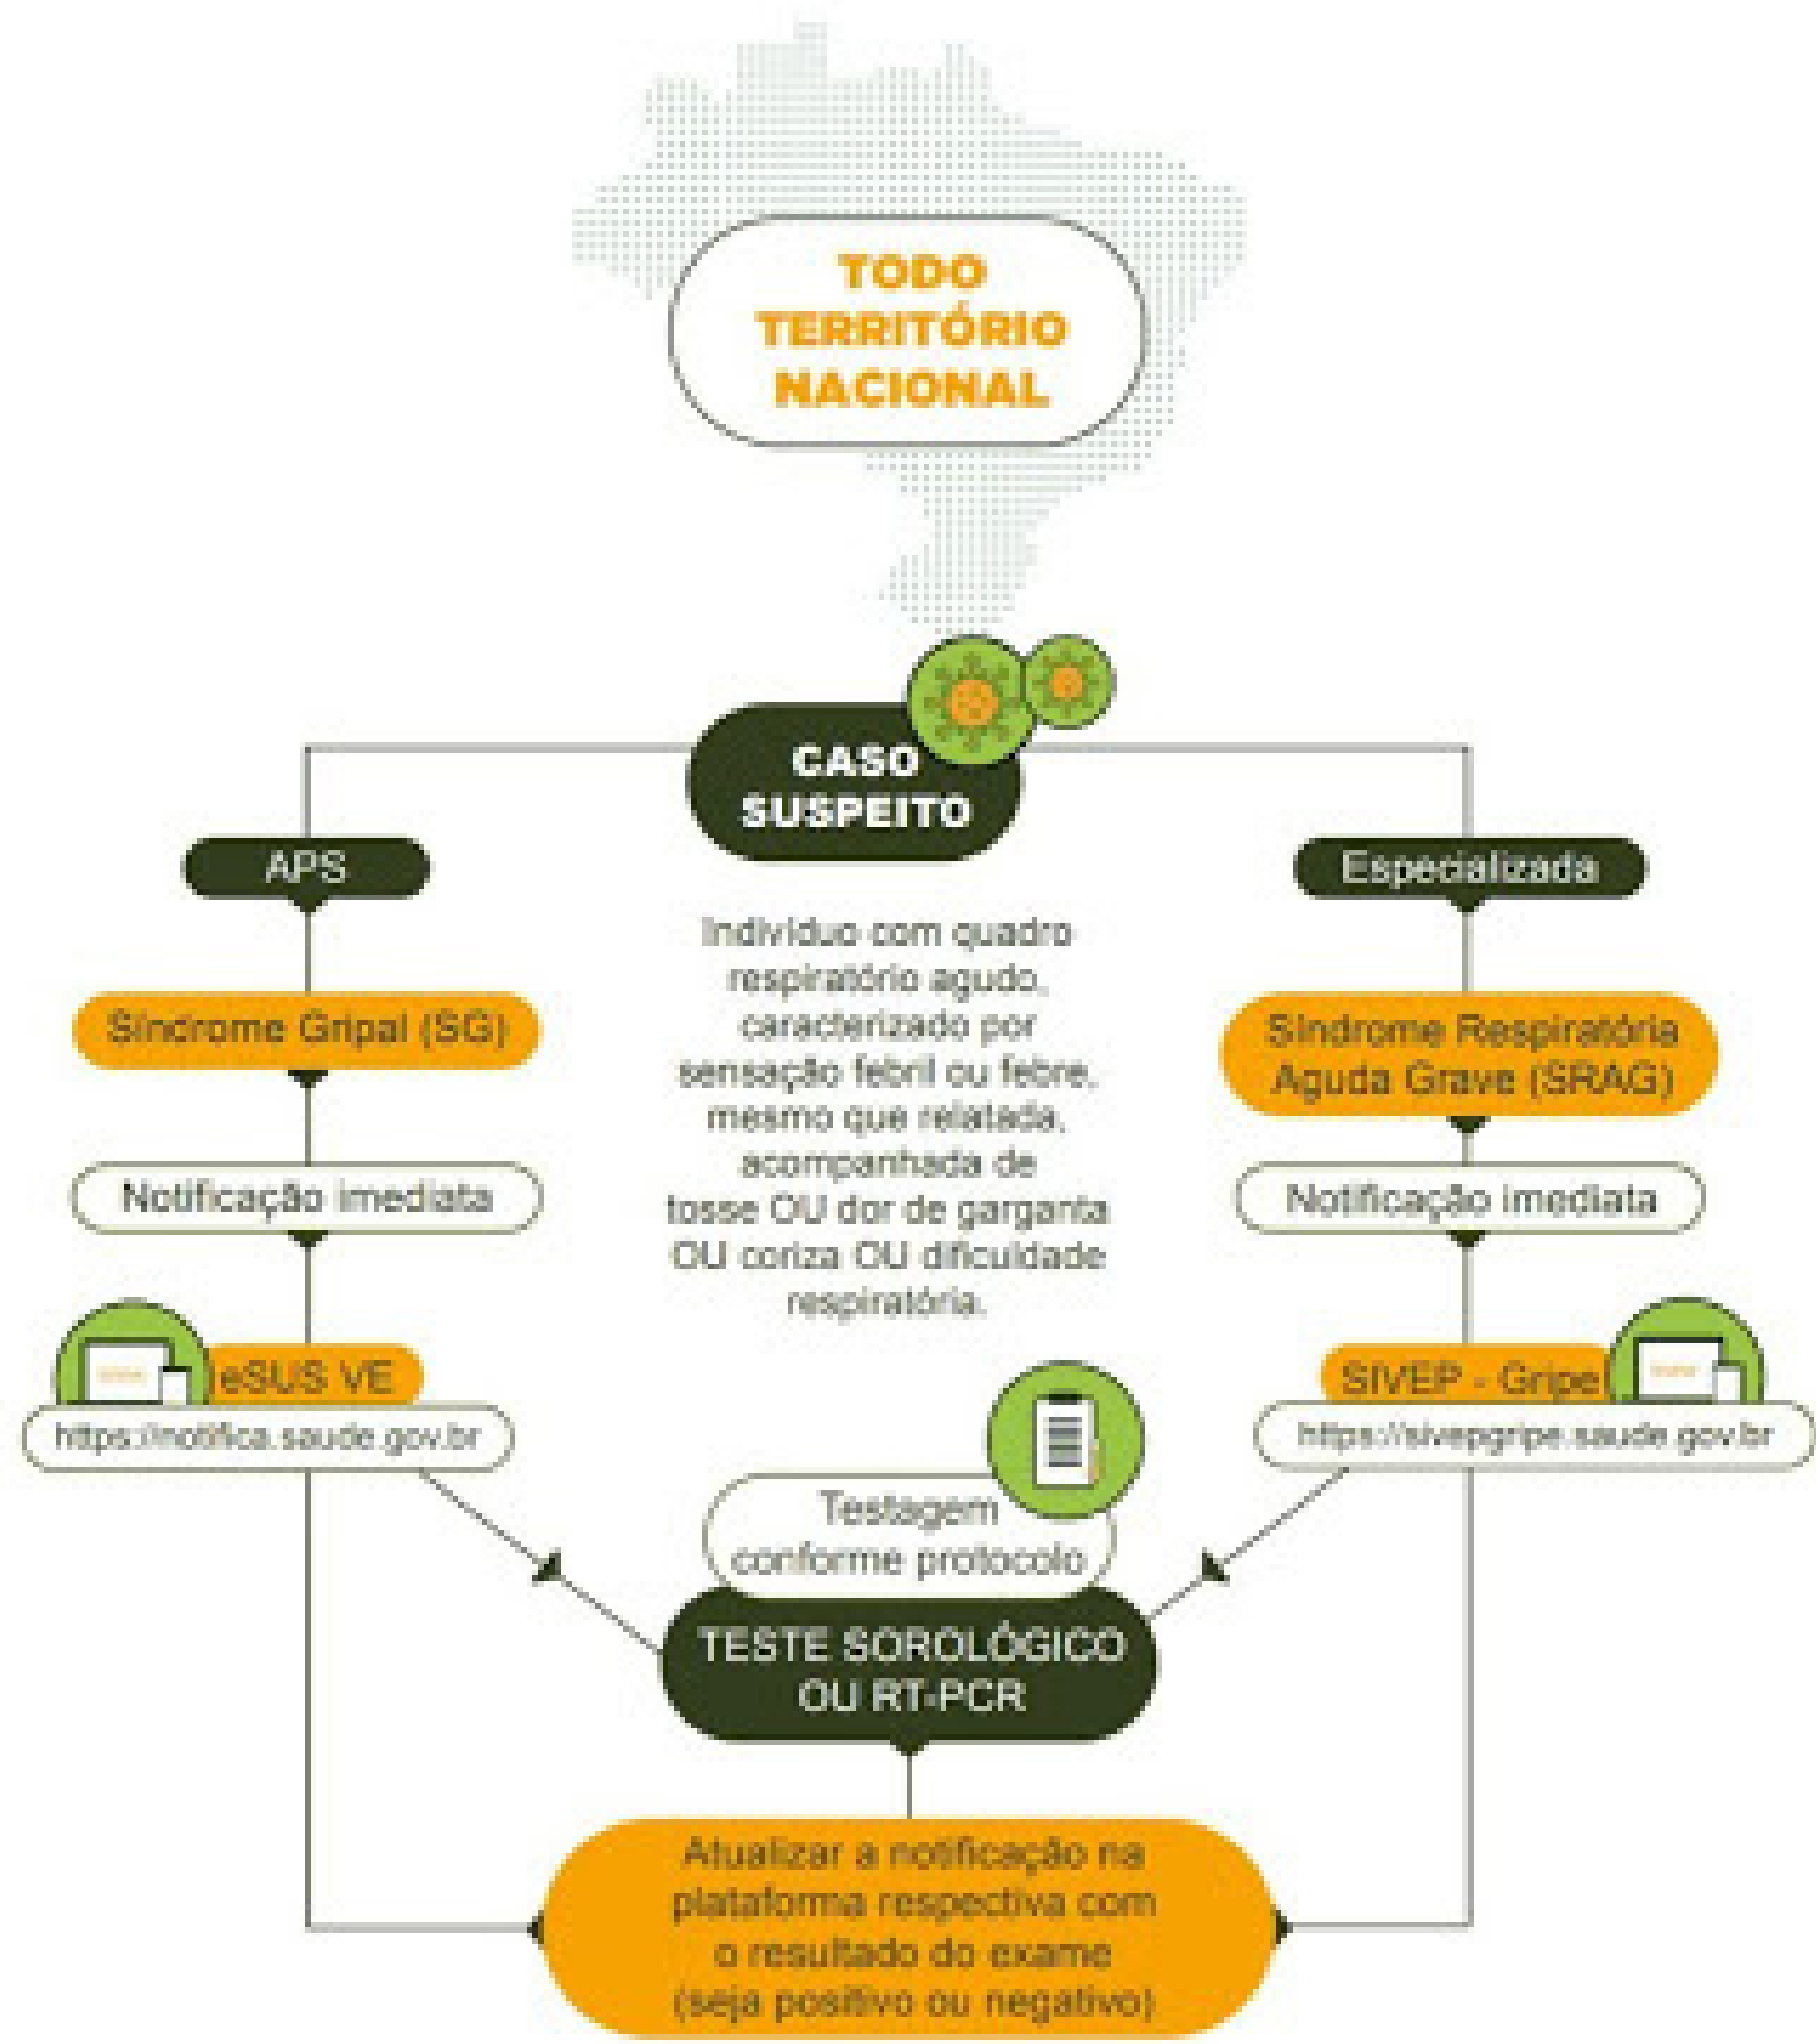 TODO
TERRITÓRIO
NACIONAL
CASO
SUSPEITO
APS
Especializada
Indivíduo com quadro
respiratório agudo,
caracterizado por
sensação febril ou febre,
mesmo que relatada,
acompanhada de
tosse OU dor de garganta
OU coriza OU dificuldade
respiratória.
Síndrome Gripal (SG)
Síndrome Respiratória
Aguda Grave (SRAG)
Notificação imediata
Notificação imediata
eSUS VE
https://notifica.saude.gov.br
SIVEP - Gripe
https://sivepgripe.saude.gov.br
Testagem
conforme protocolo
TESTE SOROLÓGICO
OU RT-PCR
Atualizar a notificação na
plataforma respectiva com
o resultado do exame
(seja positivo ou negativo)